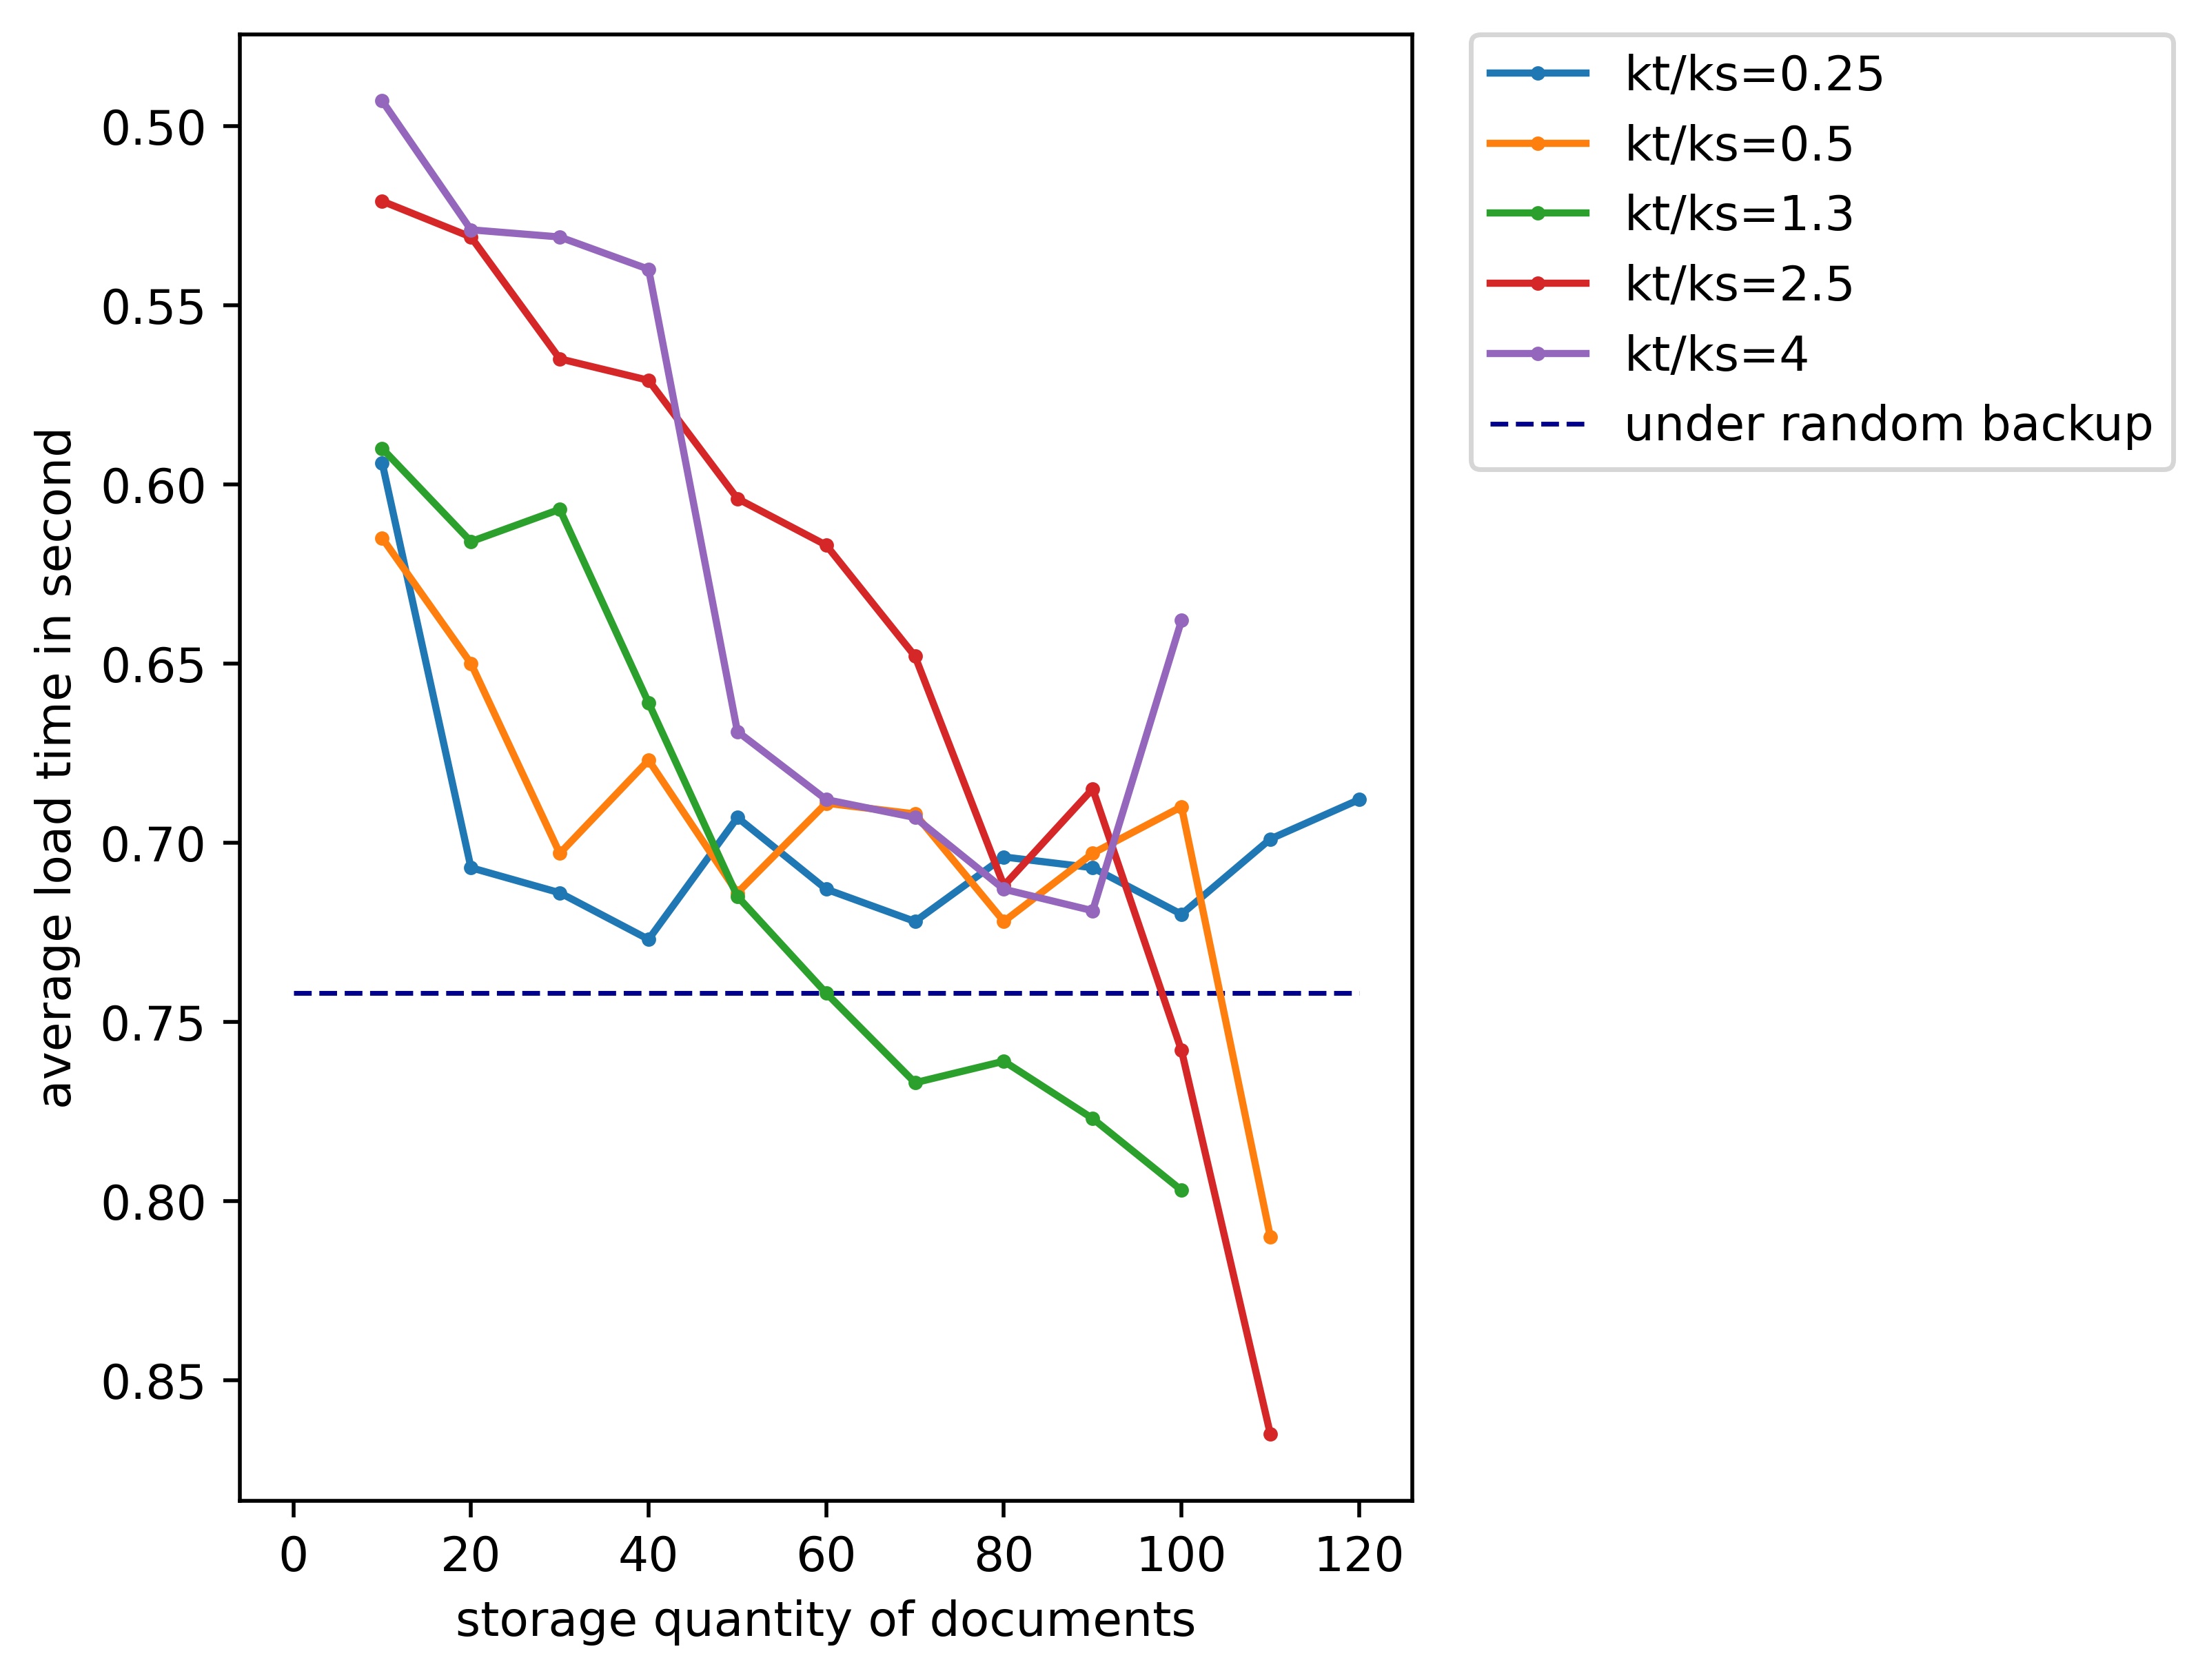 0.50
0.55
0.60
0.65
0.70
0.75
0.80
0.85
average load time in second
0 20 40 60 80 100 120
storage quantity of documents
kt/ks=0.25
kt/ks=0.5
kt/ks=1.3
kt/ks=2.5
kt/ks=4
under random backup